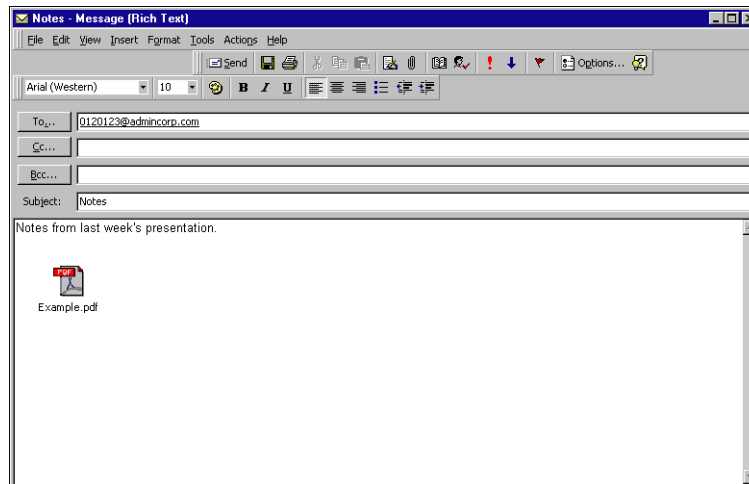 Notes - Message (Rich Text)
File Edit View Insert Format Tools Actions Help
Send Options...
Arial (Western) 10 B I U
To... 0120123@admincorp.com
Cc...
Bcc...
Subject: Notes
Notes from last week's presentation.
PDF
Example.pdf